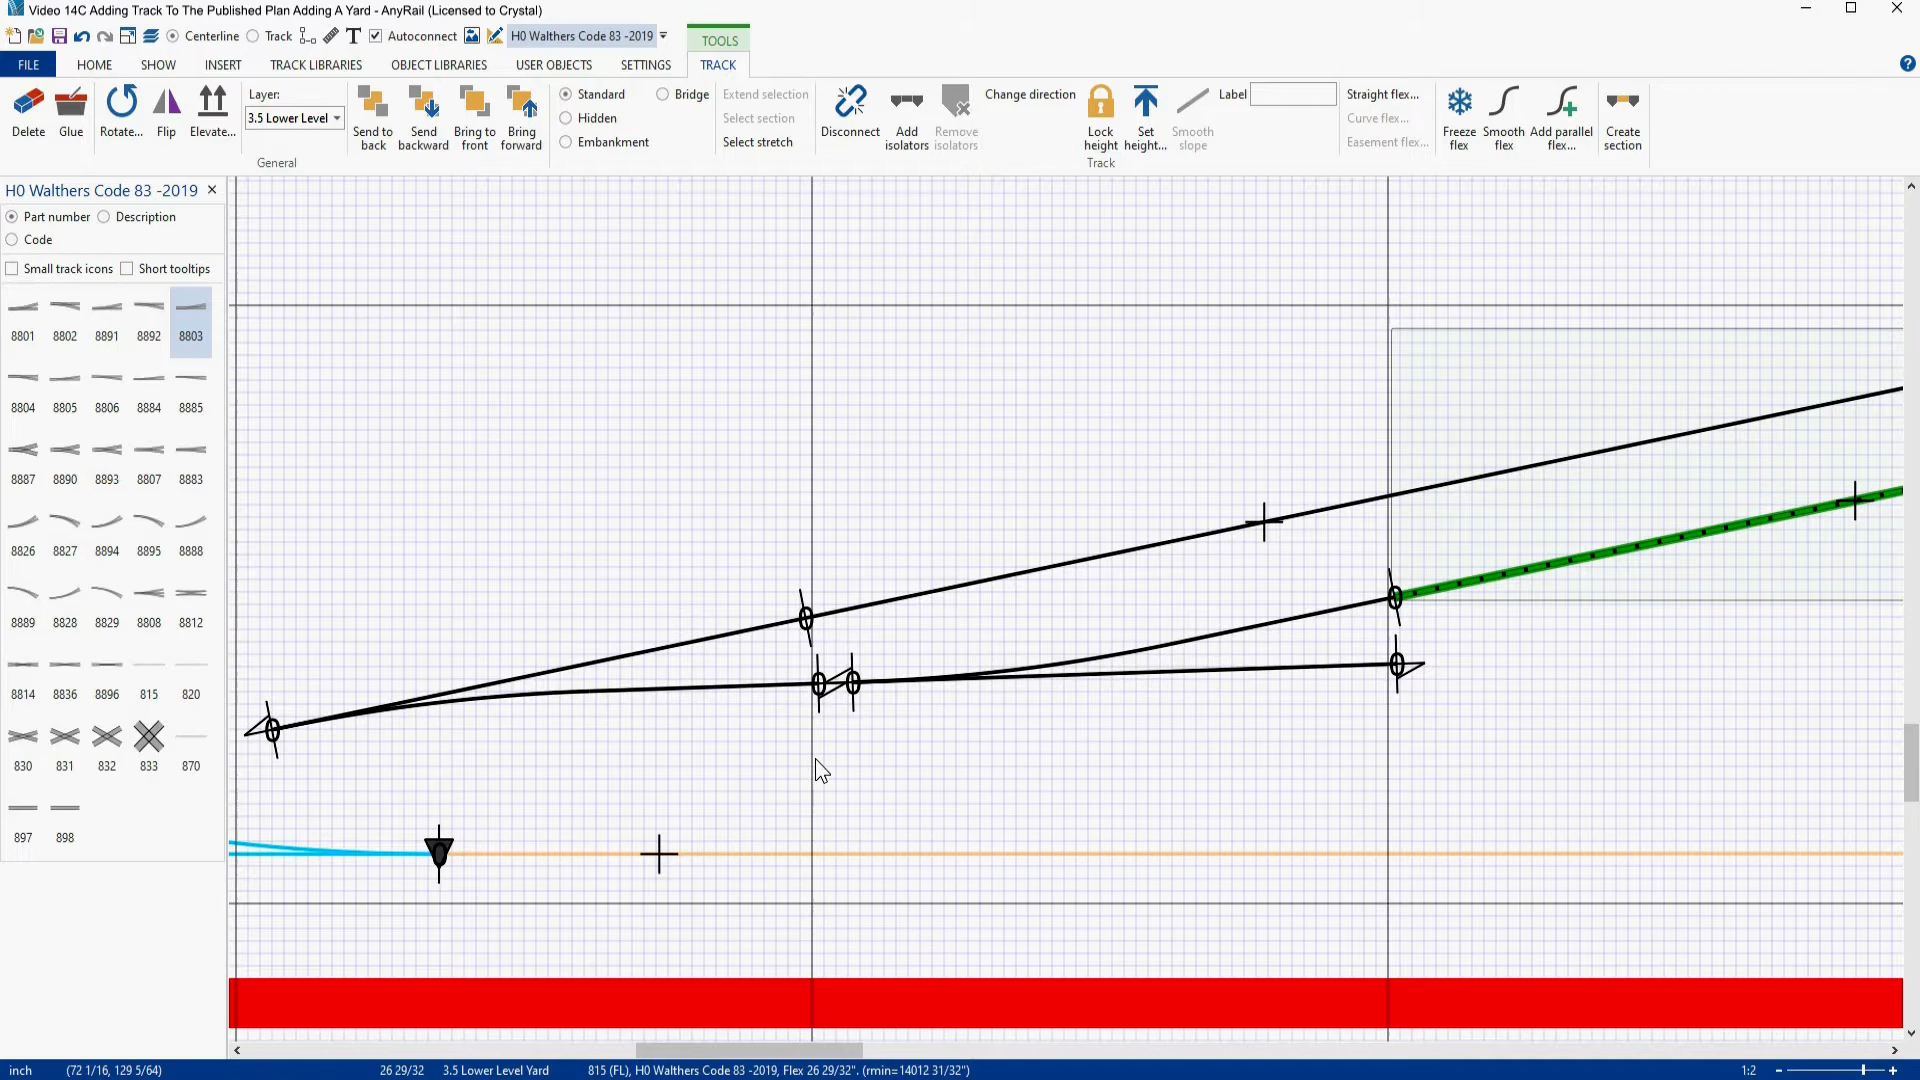 Video 14C Adding Track To The Published Plan Adding A Yard - AnyRail (Licensed to Crystal)
Centerline Track T Autoconnect H0 Walthers Code 83 -2019 TOOLS
FILE HOME SHOW INSERT TRACK LIBRARIES OBJECT LIBRARIES USER OBJECTS SETTINGS TRACK
Layer: Standard Bridge Extend selection Change direction Label Straight flex...
3.5 Lower Level Hidden Select section Curve flex...
Delete Glue Rotate... Flip Elevate... Send to back Send backward Bring to front Bring forward Embankment Select stretch Disconnect Add isolators Remove isolators Lock height Set height... Smooth slope Easement flex... Freeze flex Smooth flex Add parallel flex... Create section
General Track
H0 Walthers Code 83 -2019
Part number Description
Code
Small track icons Short tooltips
8801 8802 8891 8892 8803
8804 8805 8806 8884 8885
8887 8890 8893 8807 8883
8826 8827 8894 8895 8888
8889 8828 8829 8808 8812
8814 8836 8896 815 820
830 831 832 833 870
897 898
0
0
0
0
0
0
0
inch (72 1/16, 129 5/64) 26 29/32 3.5 Lower Level Yard 815 (FL), H0 Walthers Code 83 -2019, Flex 26 29/32". (rmin=14012 31/32") 1:2